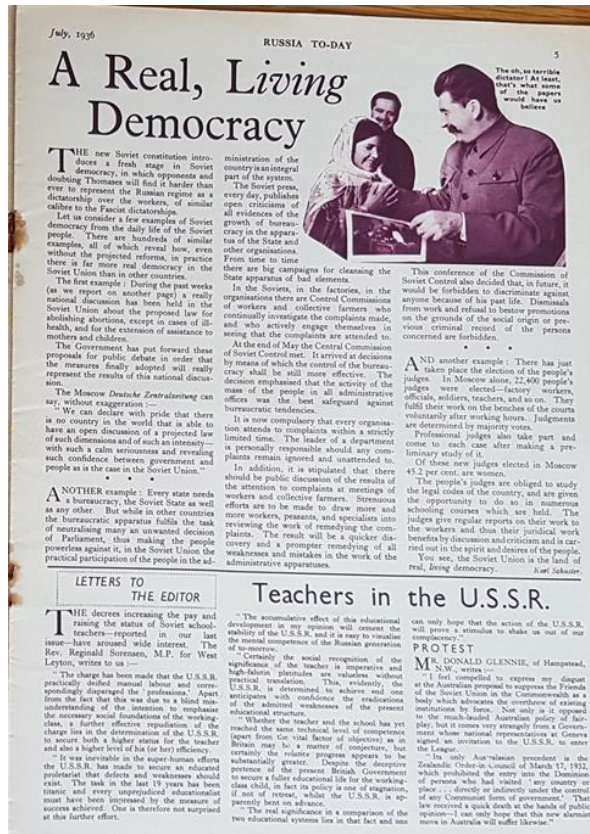 July, 1936
RUSSIA TO-DAY
5
A Real, Living
Democracy
The oh, so terrible
dictator! At least,
that's what some
of the papers
would have us
believe
THE new Soviet constitution intro-
duces a fresh stage in Soviet
democracy, in which opponents and
doubting Thomases will find it harder than
ever to represent the Russian regime as a
dictatorship over the workers, of similar
calibre to the Fascist dictatorships.
Let us consider a few examples of Soviet
democracy from the daily life of the Soviet
people. There are hundreds of similar
examples, all of which reveal how, even
without the projected reforms, in practice
there is far more real democracy in the
Soviet Union than in other countries.
The first example: During the past weeks
(as we report on another page) a really
national discussion has been held in the
Soviet Union about the proposed law for
abolishing abortions, except in cases of ill-
health, and for the extension of assistance to
mothers and children.
The Government has put forward these
proposals for public debate in order that
the measures finally adopted will really
represent the results of this national discus-
sion.
The Moscow Deutsche Zentralzeitung can
say, without exaggeration:—
"We can declare with pride that there
is no country in the world that is able to
have an open discussion of a projected law
of such dimensions and of such an intensity—
with such a calm seriousness and revealing
such confidence between government and
people as is the case in the Soviet Union."
• • •
ANOTHER example: Every state needs
a bureaucracy, the Soviet State as well
as any other. But while in other countries
the bureaucratic apparatus fulfils the task
of neutralising many an unwanted decision
of Parliament, thus making the people
powerless against it, in the Soviet Union the
practical participation of the people in the ad-
ministration of the
country is an integral
part of the system.
The Soviet press,
every day, publishes
open criticisms of
all evidences of the
growth of bureau-
cracy in the appara-
tus of the State and
other organisations.
From time to time
there are big campaigns for cleansing the
State apparatus of bad elements.
In the Soviets, in the factories, in the
organisations there are Control Commissions
of workers and collective farmers who
continually investigate the complaints made,
and who actively engage themselves in
seeing that the complaints are attended to.
At the end of May the Central Commission
of Soviet Control met. It arrived at decisions
by means of which the control of the bureau-
cracy shall be still more effective. The
decision emphasised that the activity of the
mass of the people in all administrative
offices was the best safeguard against
bureaucratic tendencies.
It is now compulsory that every organisa-
tion attends to complaints within a strictly
limited time. The leader of a department
is personally responsible should any com-
plaints remain ignored and unattended to.
In addition, it is stipulated that there
should be public discussion of the results of
the attention to complaints at meetings of
workers and collective farmers. Strenuous
efforts are to be made to draw more and
more workers, peasants, and specialists into
reviewing the work of remedying the com-
plaints. The result will be a quicker dis-
covery and a prompter remedying of all
weaknesses and mistakes in the work of the
administrative apparatuses.
This conference of the Commission of
Soviet Control also decided that, in future, it
would be forbidden to discriminate against
anyone because of his past life. Dismissals
from work and refusal to bestow promotions
on the grounds of the social origin or pre-
vious criminal record of the persons
concerned are forbidden.
• • •
AND another example: There has just
taken place the election of the people's
judges. In Moscow alone, 22,400 people's
judges were elected—factory workers,
officials, soldiers, teachers, and so on. They
fulfil their work on the benches of the courts
voluntarily after working hours. Judgments
are determined by majority votes.
Professional judges also take part and
come to each case after making a pre-
liminary study of it.
Of these new judges elected in Moscow
45.2 per cent. are women.
The people's judges are obliged to study
the legal codes of the country, and are given
the opportunity to do so in numerous
schooling courses which are held. The
judges give regular reports on their work to
the workers and thus their juridical work
benefits by discussion and criticism and is car-
ried out in the spirit and desires of the people.
You see, the Soviet Union is the land of
real, living democracy.
Karl Schuster.
LETTERS TO
THE EDITOR
Teachers in the U.S.S.R.
THE decrees increasing the pay and
raising the status of Soviet school-
teachers—reported in our last
issue—have aroused wide interest. The
Rev. Reginald Sorensen, M.P. for West
Leyton, writes to us:—
"The charge has been made that the U.S.S.R.
practically deified manual labour and corre-
spondingly disparaged the 'professions.' Apart
from the fact that this was due to a blind mis-
understanding of the intention to emphasise
the necessary social foundations of the working-
class, a further effective repudiation of the
charge lies in the determination of the U.S.S.R.
to secure both a higher status for the teacher
and also a higher level of his (or her) efficiency.
"It was inevitable in the super-human efforts
the U.S.S.R. has made to secure an educated
proletariat that defects and weaknesses should
exist. The task in the last 19 years has been
titanic and every unprejudiced educationalist
must have been impressed by the measure of
success achieved. One is therefore not surprised
at this further effort.
"The accumulative effect of this educational
development in my opinion will cement the
stability of the U.S.S.R. and it is easy to visualise
the mental competence of the Russian generation
of to-morrow.
"Certainly the social recognition of the
significance of the teacher is imperative and
high-falutin platitudes are valueless without
practical translation. This, evidently, the
U.S.S.R. is determined to achieve and one
anticipates with confidence the eradications
of the admitted weaknesses of the present
educational structure.
"Whether the teacher and the school has yet
reached the same technical level of competence
(apart from the vital factor of objective) as in
Britain may be a matter of conjecture, but
certainly the relative progress appears to be
substantially greater. Despite the deceptive
pretence of the present British Government
to secure a fuller educational life for the working-
class child, in fact its policy is one of stagnation,
if not of retreat, whilst the U.S.S.R. is ap-
parently bent on advance.
"The real significance in a comparison of the
two educational systems lies in that fact and one
can only hope that the action of the U.S.S.R.
will prove a stimulus to shake us out of our
complacency."
PROTEST
MR. DONALD GLENNIE, of Hampstead,
N.W., writes:—
"I feel compelled to express my disgust
at the Australian proposal to suppress the Friends
of the Soviet Union in the Commonwealth as a
body which advocates the overthrow of existing
institutions by force. Not only is it opposed
to the much-lauded Australian policy of fair-
play, but it comes very strangely from a Govern-
ment whose national representatives at Geneva
signed an invitation to the U.S.S.R. to enter
the League.
"Its only Australasian precedent is the
Zealandic Order-in-Council of March 17, 1932,
which prohibited the entry into the Dominion
of persons who had visited 'any country or
place . . . directly or indirectly under the control
of any Communist form of government.' That
law received a quick death at the hands of public
opinion—I can only hope that this new alarmist
move in Australia will suffer likewise."